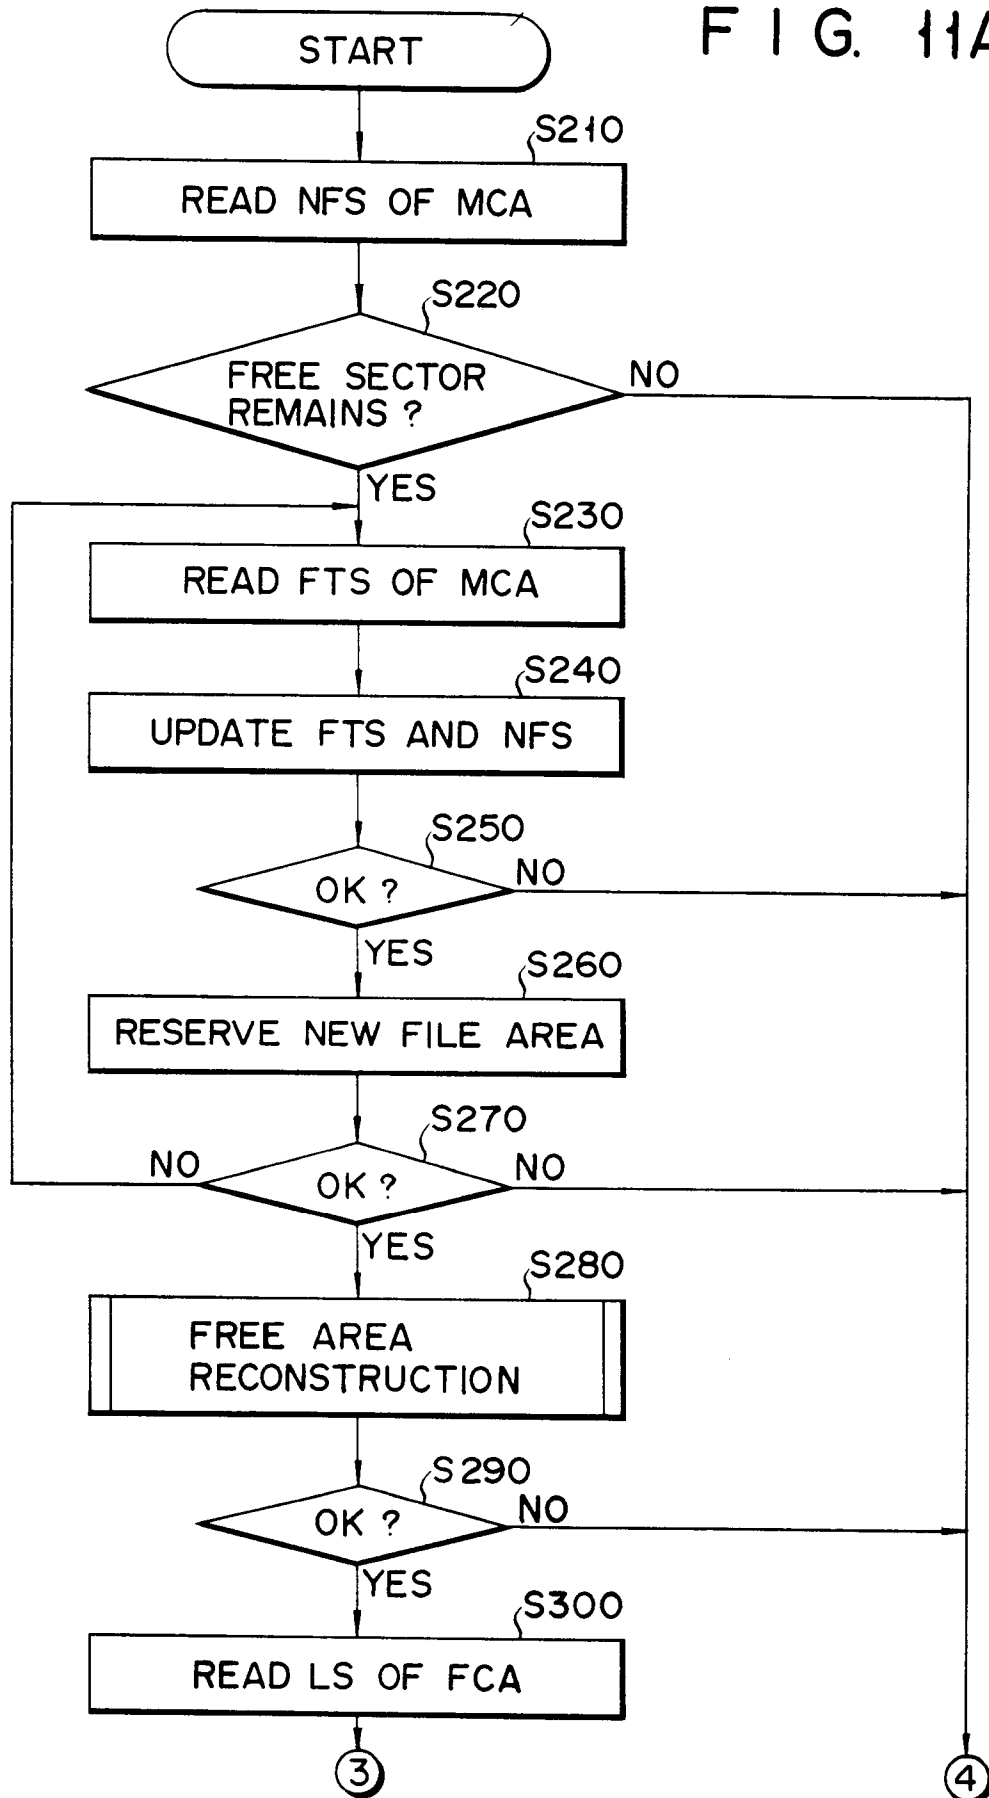 FIG. 11A
START
S210
READ NFS OF MCA
S220
FREE SECTOR
REMAINS ?
NO
YES
S230
READ FTS OF MCA
S240
UPDATE FTS AND NFS
S250
OK ?
NO
YES
S260
RESERVE NEW FILE AREA
S270
NO
OK ?
NO
YES
S280
FREE AREA
RECONSTRUCTION
S290
OK ?
NO
YES
S300
READ LS OF FCA
3
4